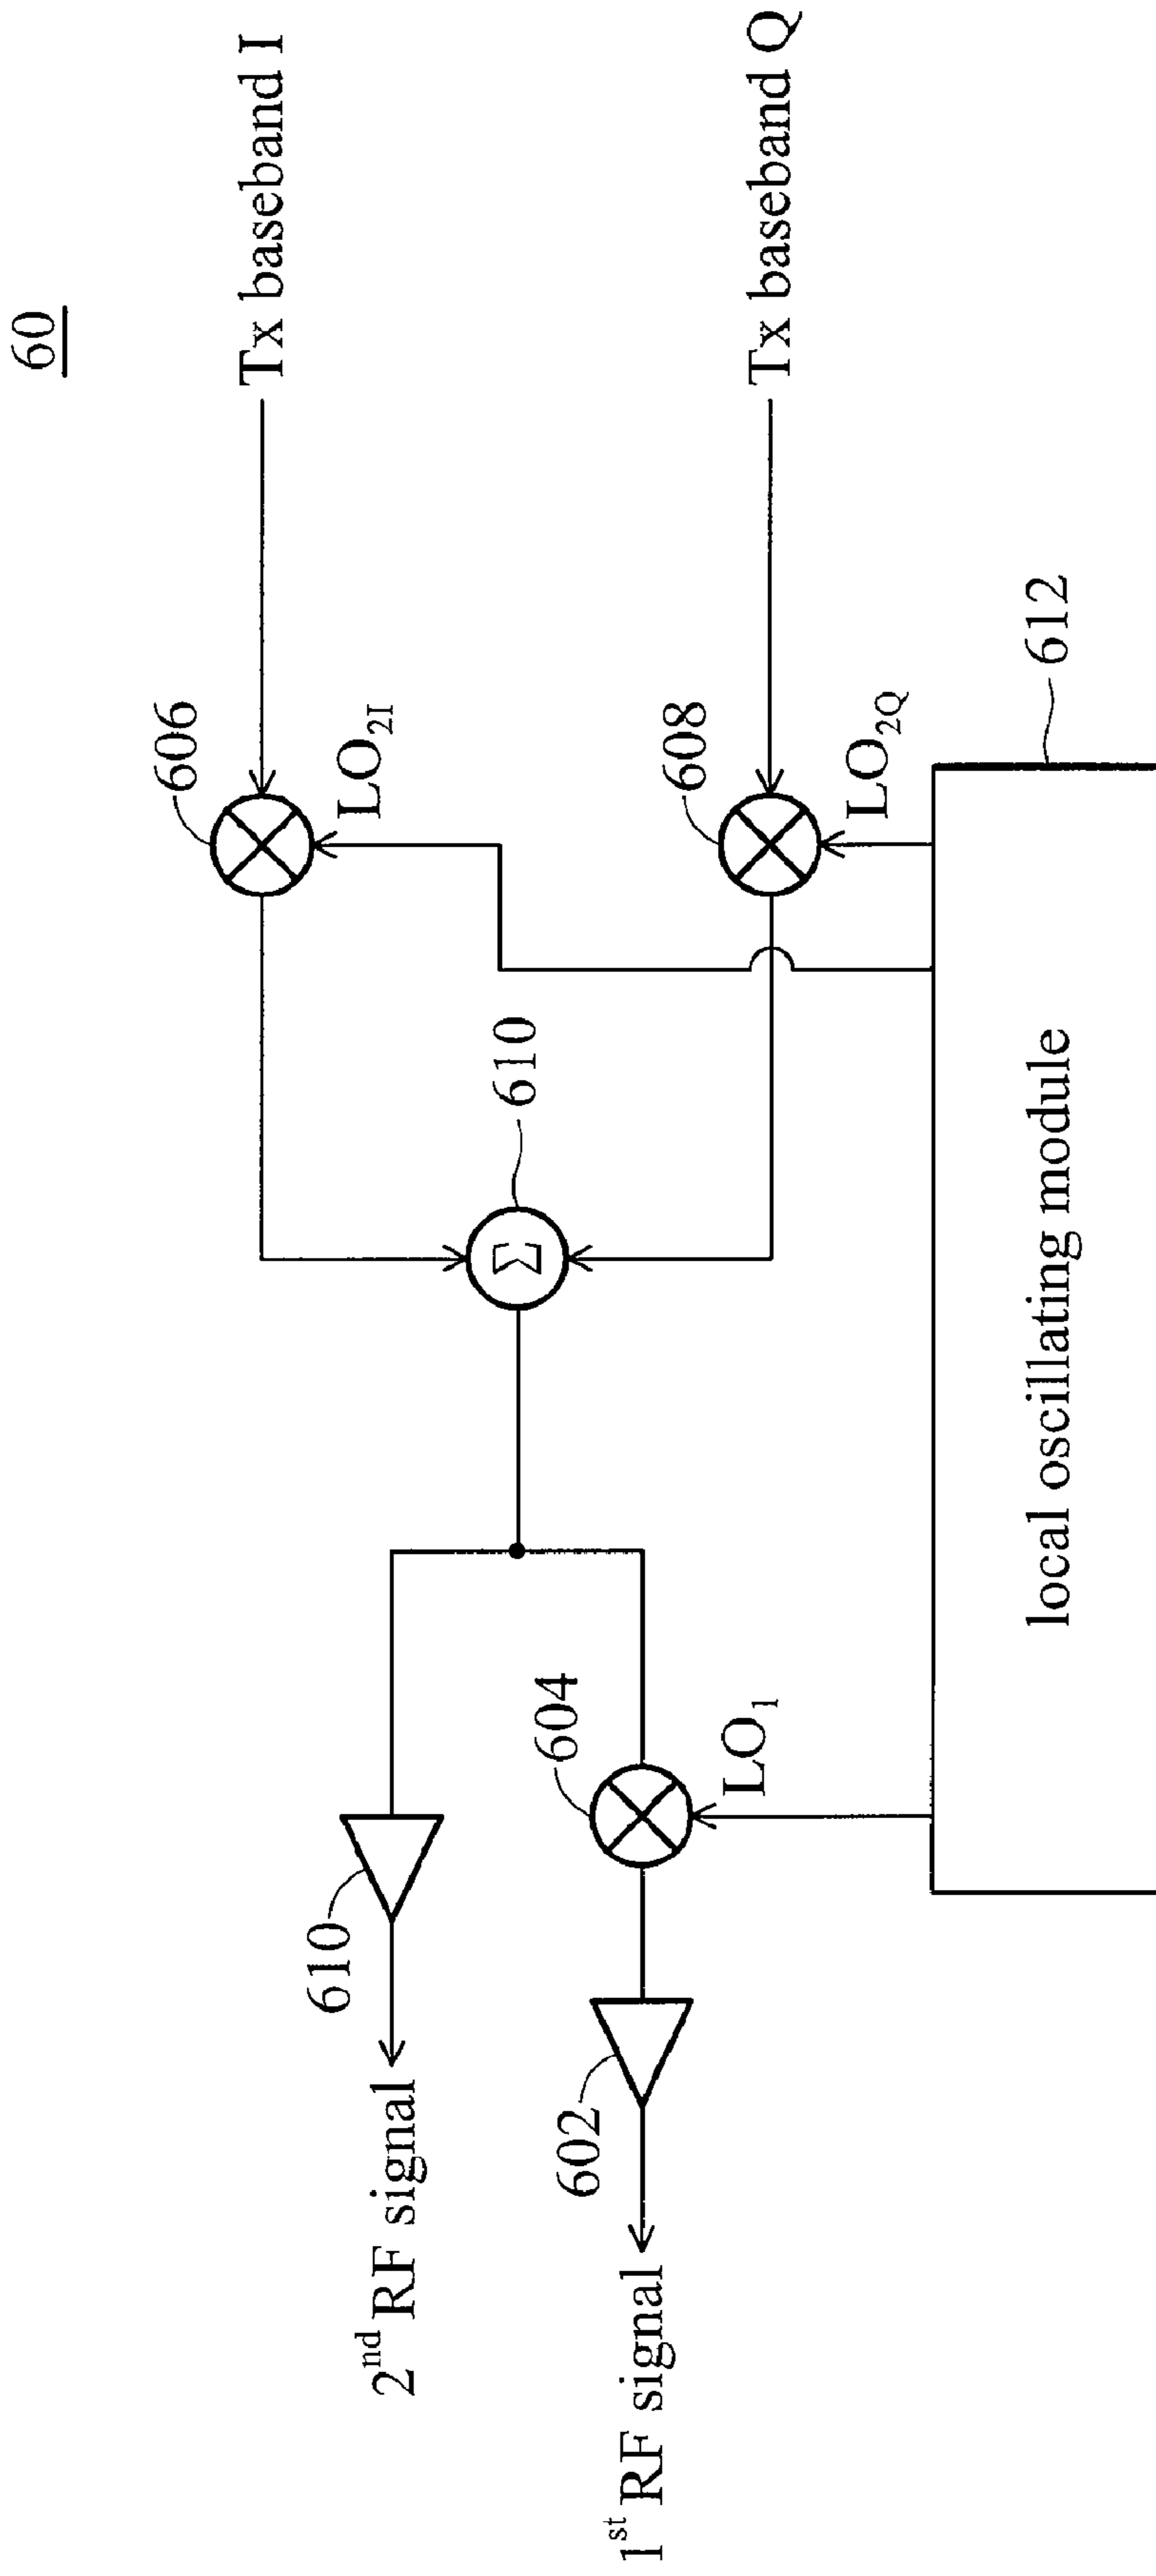 60
Tx baseband I
606
LO2I
Tx baseband Q
608
LO2Q
610
612
local oscillating module
604
LO1
610
2nd RF signal
602
1st RF signal